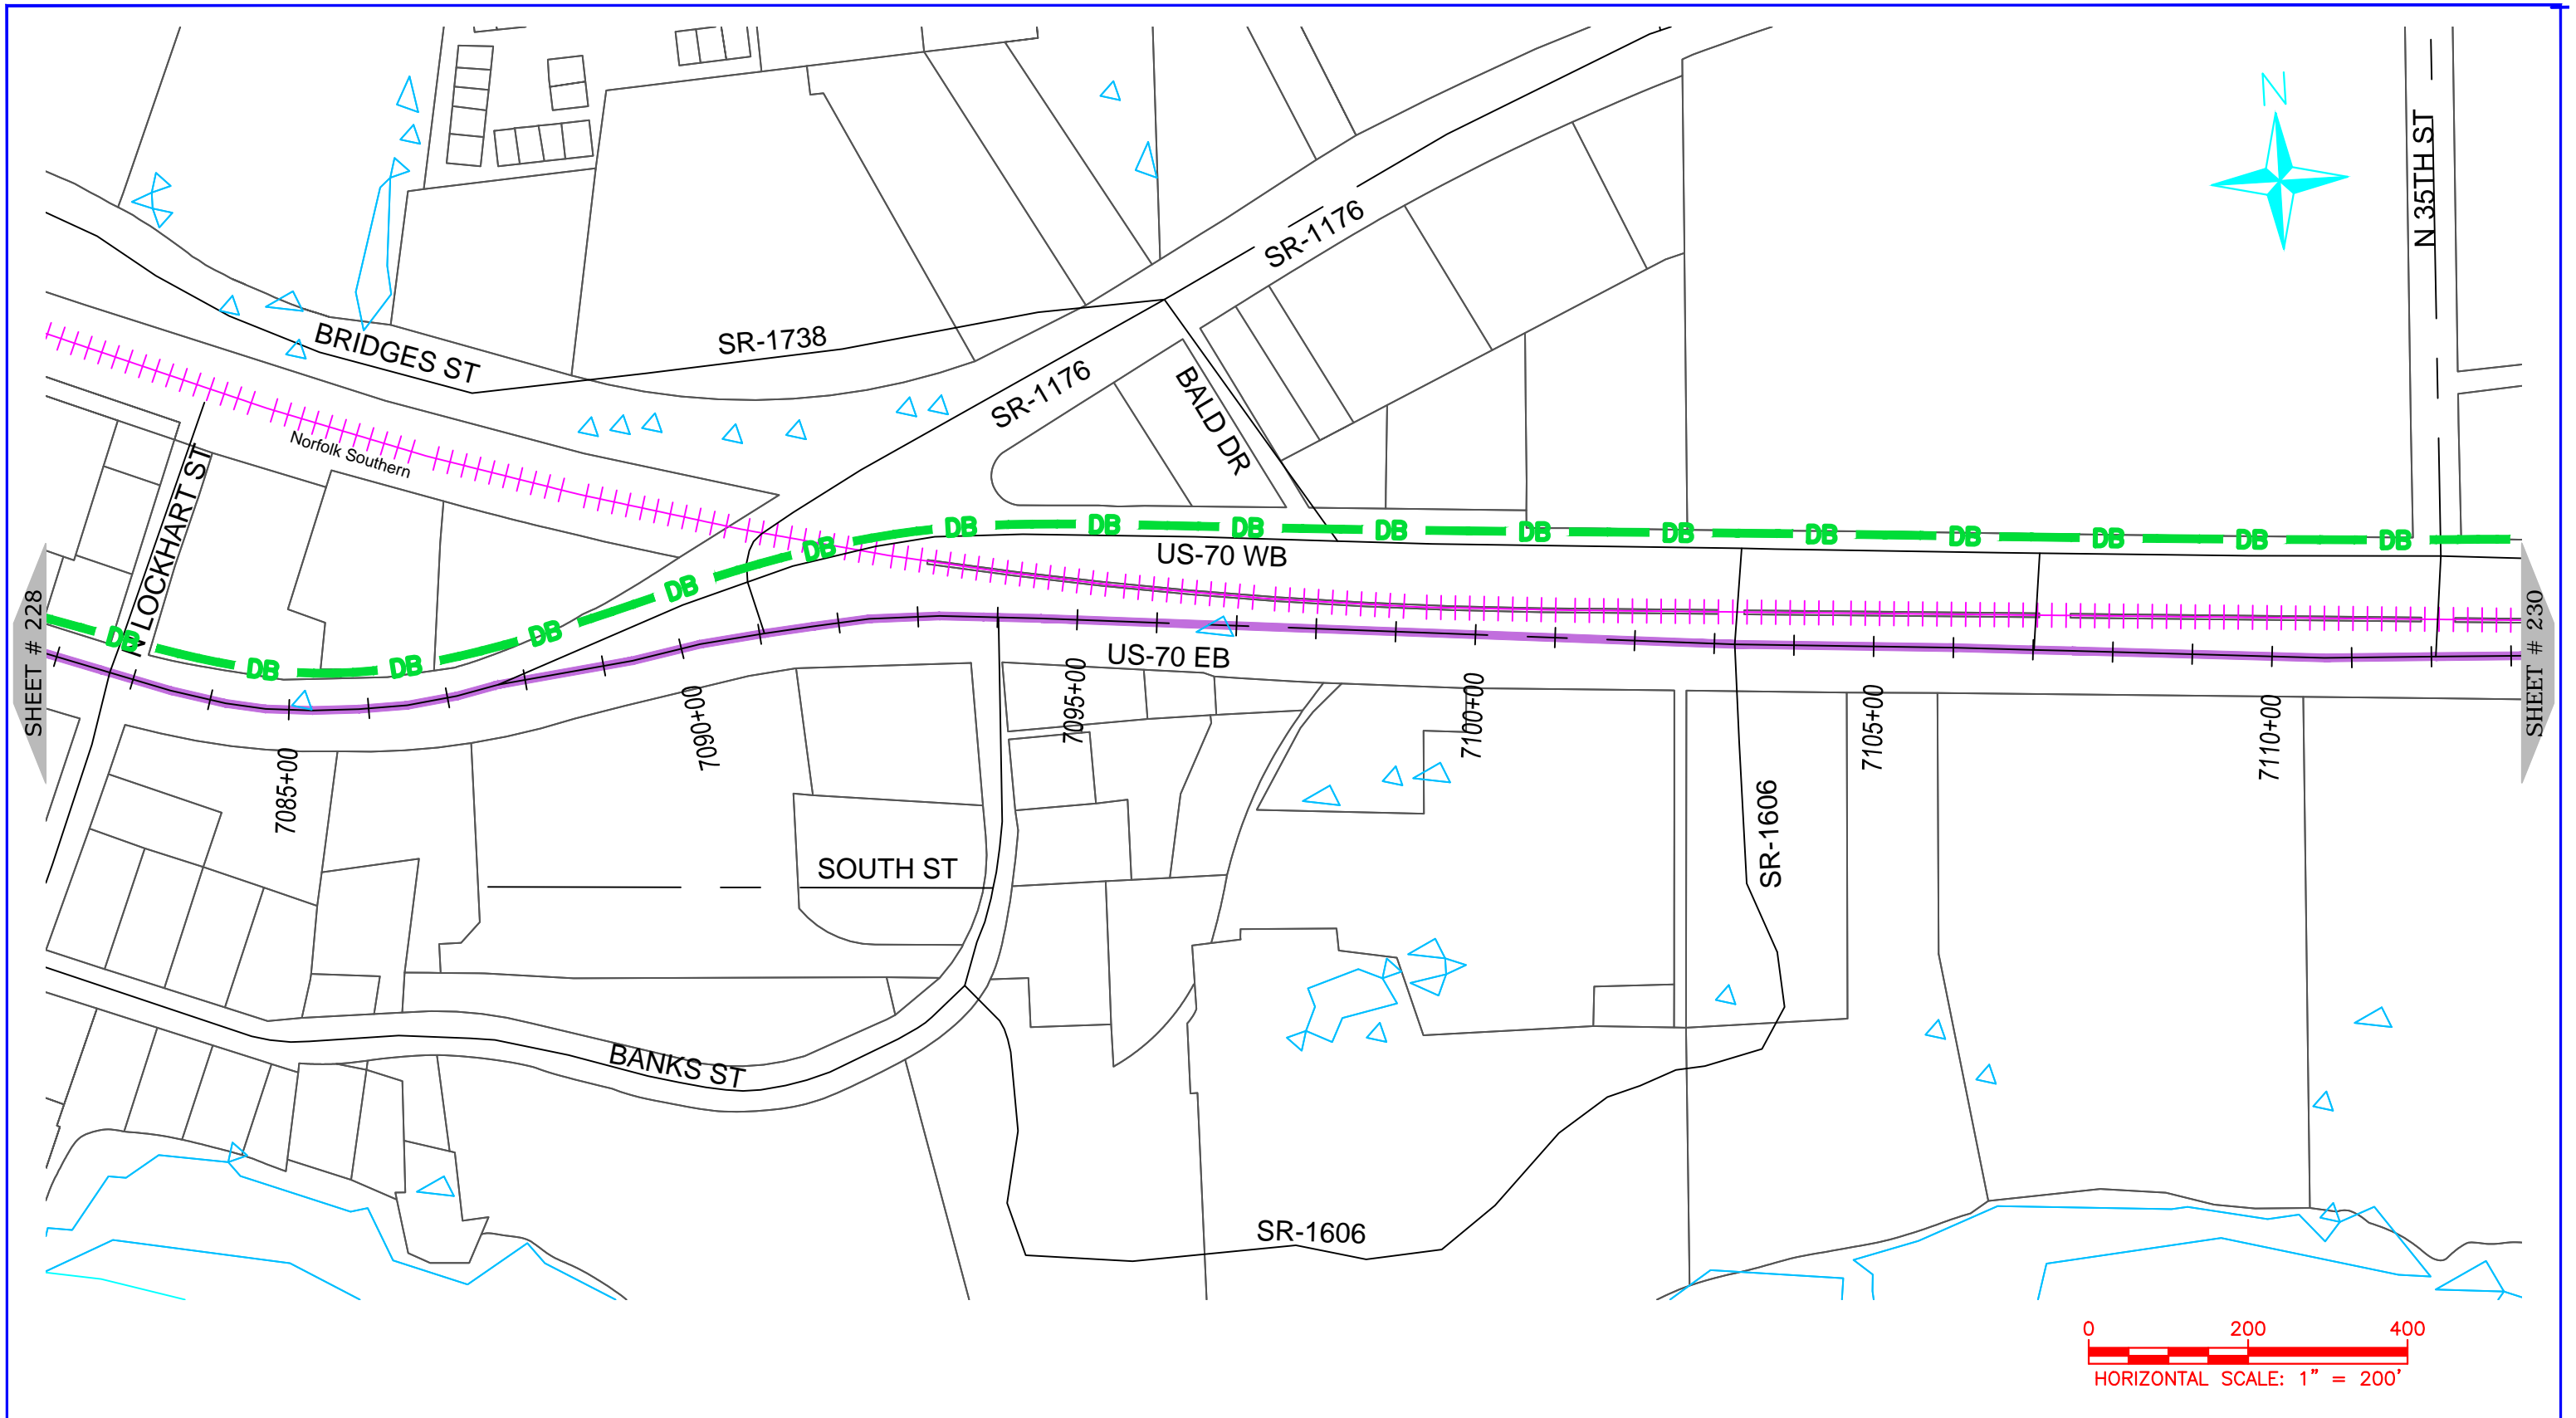 N
N 35TH ST
SR-1176
BRIDGES ST
SR-1738
SR-1176
BALD DR
Norfolk Southern
N LOCKHART ST
DB DB DB DB DB DB DB DB DB DB DB DB DB DB DB DB DB
US-70 WB
US-70 EB
SHEET # 228
SHEET # 230
7085+00
7090+00
7095+00
7100+00
7105+00
7110+00
SR-1606
SOUTH ST
BANKS ST
SR-1606
0 200 400
HORIZONTAL SCALE: 1” = 200’